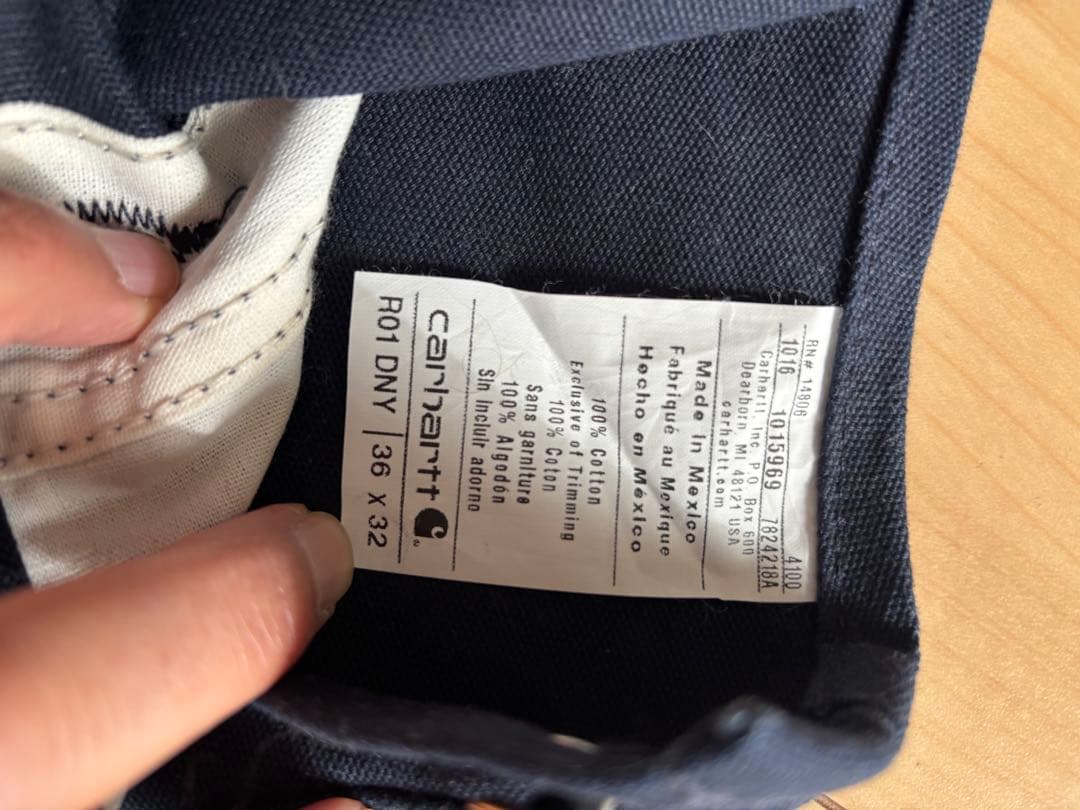 carhartt
R01 DNY | 36 X 32
100% Cotton
Exclusive of Trimming
100% Coton
Sans garniture
100% Algodón
Sin Incluir adorno
Made in Mexico
Fabriqué au Mexique
Hecho en México
RN# 14806
Carhartt, Inc. P.O. Box 600
Dearborn, MI 48121 USA
carhartt.com
1016 1015969 7824218A
4100